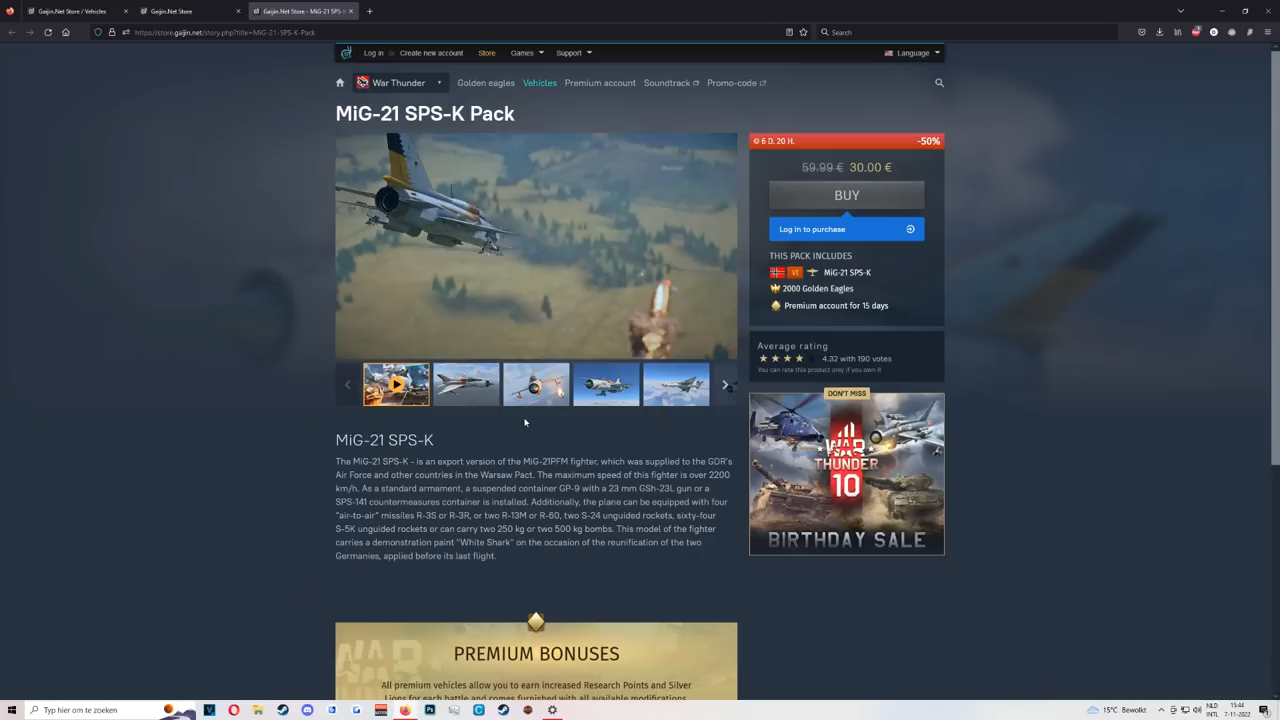 Gaijin.Net Store / Vehicles
Gaijin.Net Store
Gaijin.Net Store - MiG-21 SPS-K
https://store.gaijin.net/story.php?title=MiG-21-SPS-K-Pack
Search
Log in
or
Create new account
Store
Games
Support
Language
War Thunder
Golden eagles
Vehicles
Premium account
Soundtrack
Promo-code
MiG-21 SPS-K Pack
6 D. 20 H.
-50%
59.99 € 30.00 €
BUY
Log in to purchase
THIS PACK INCLUDES
VI MiG-21 SPS-K
2000 Golden Eagles
Premium account for 15 days
Average rating
4.32 with 190 votes
You can rate this product only if you own it
DON'T MISS
WAR
THUNDER
10
BIRTHDAY SALE
MiG-21 SPS-K
The MiG-21 SPS-K - is an export version of the MiG-21PFM fighter, which was supplied to the GDR's
Air Force and other countries in the Warsaw Pact. The maximum speed of this fighter is over 2200
km/h. As a standard armament, a suspended container GP-9 with a 23 mm GSh-23L gun or a
SPS-141 countermeasures container is installed. Additionally, the plane can be equipped with four
“air-to-air” missiles R-3S or R-3R, or two R-13M or R-60, two S-24 unguided rockets, sixty-four
S-5K unguided rockets or can carry two 250 kg or two 500 kg bombs. This model of the fighter
carries a demonstration paint "White Shark" on the occasion of the reunification of the two
Germanies, applied before its last flight.
WAR
PREMIUM BONUSES
All premium vehicles allow you to earn increased Research Points and Silver
Lions for each battle and comes furnished with all available modifications.
Typ hier om te zoeken
15°C Bewolkt
NLD
INTL
15:44
7-11-2022